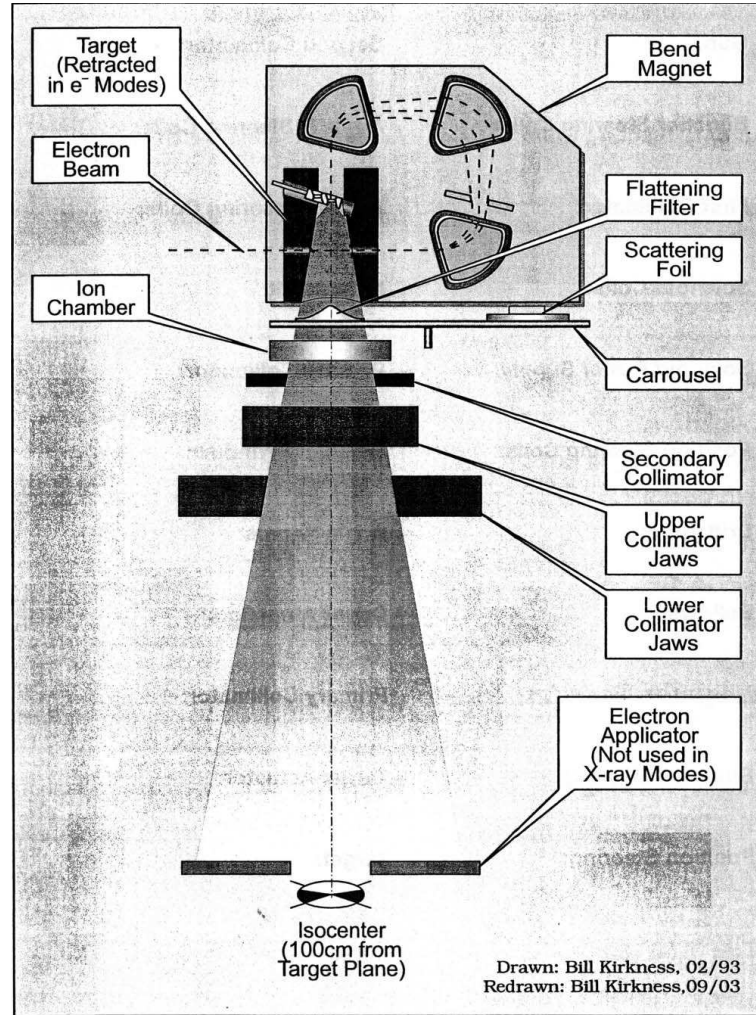 Target
(Retracted
in e⁻ Modes)
Bend
Magnet
Electron
Beam
Flattening
Filter
Scattering
Foil
Ion
Chamber
Carrousel
Secondary
Collimator
Upper
Collimator
Jaws
Lower
Collimator
Jaws
Primary Collimator
Electron
Applicator
(Not used in
X-ray Modes)
Isocenter
(100cm from
Target Plane)
Drawn: Bill Kirkness, 02/93
Redrawn: Bill Kirkness,09/03